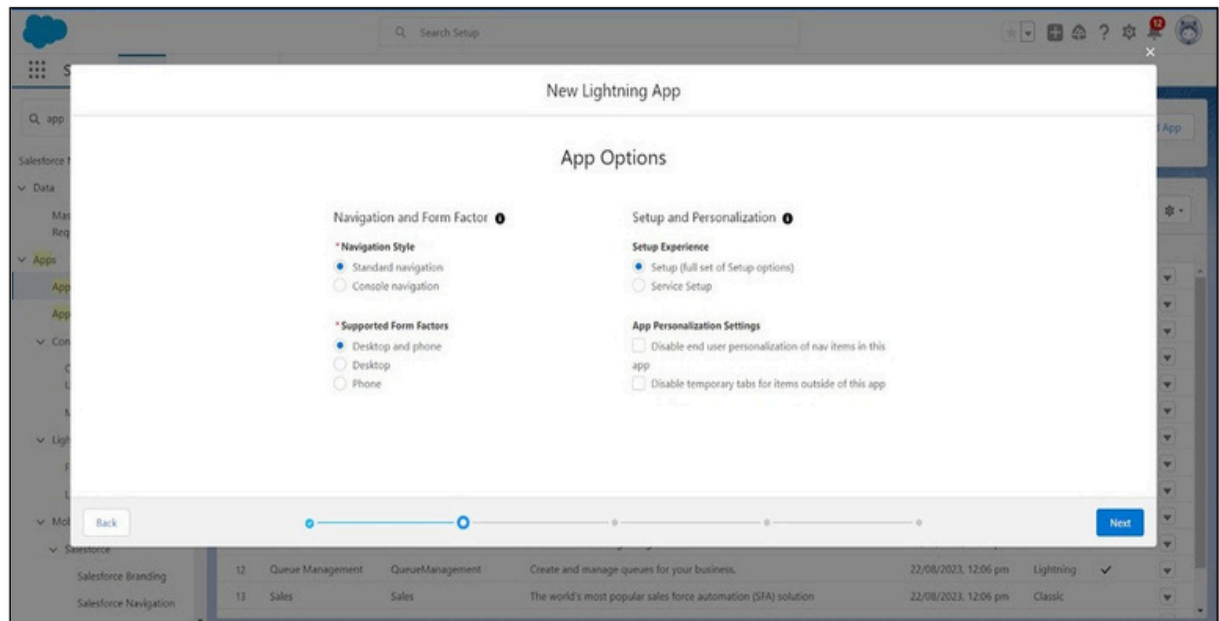 Search Setup
12
New Lightning App
app
App Options
Salesforce
Data
Navigation and Form Factor
Setup and Personalization
*Navigation Style
Setup Experience
Standard navigation
Setup (full set of Setup options)
Apps
Console navigation
Service Setup
App
App
*Supported Form Factors
App Personalization Settings
Desktop and phone
Disable end user personalization of nav items in this
app
Desktop
Phone
Disable temporary tabs for items outside of this app
Back
Next
Salesforce
Salesforce Branding
12 Queue Management QueueManagement Create and manage queues for your business. 22/08/2023, 12:06 pm Lightning
Salesforce Navigation
13 Sales Sales The world's most popular sales force automation (SFA) solution 22/08/2023, 12:06 pm Classic